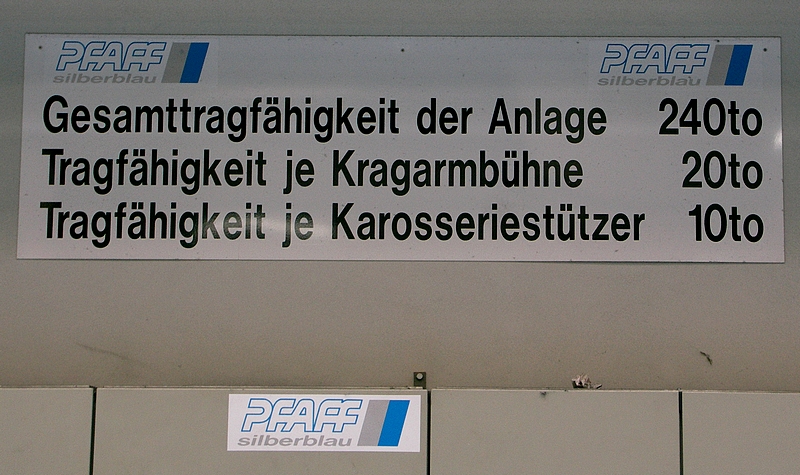 PFAFF silberblau PFAFF silberblau
Gesamttragfähigkeit der Anlage 240to
Tragfähigkeit je Kragarmbühne 20to
Tragfähigkeit je Karosseriestützer 10to
PFAFF
silberblau